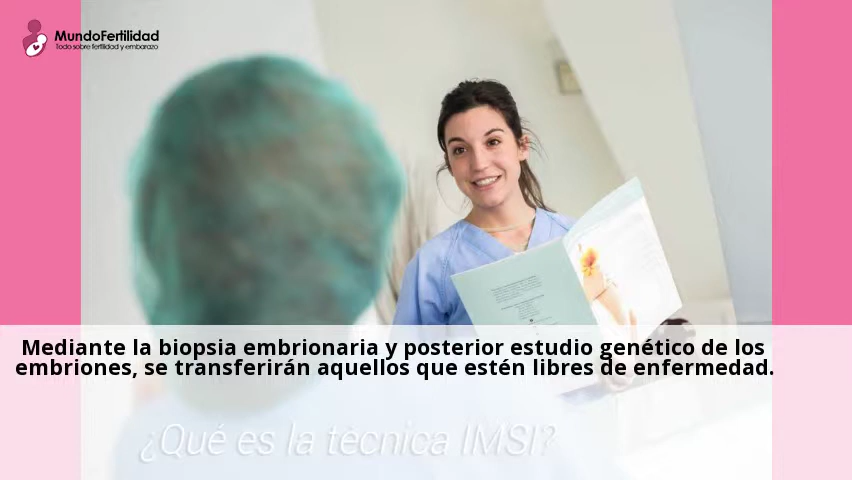 MundoFertilidad
Todo sobre fertilidad y embarazo
Mediante la biopsia embrionaria y posterior estudio genético de los
embriones, se transferirán aquellos que estén libres de enfermedad.
¿Qué es la técnica IMSI?